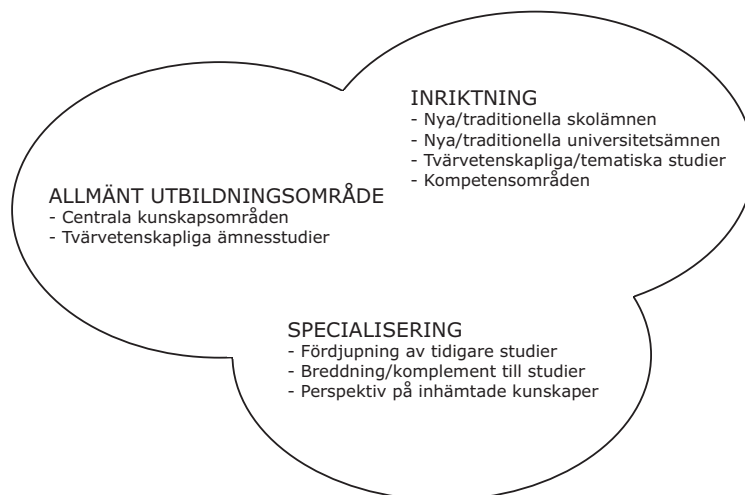 INRIKTNING
- Nya/traditionella skolämnen
- Nya/traditionella universitetsämnen
- Tvärvetenskapliga/tematiska studier
- Kompetensområden
ALLMÄNT UTBILDNINGSOMRÅDE
- Centrala kunskapsområden
- Tvärvetenskapliga ämnesstudier
SPECIALISERING
- Fördjupning av tidigare studier
- Breddning/komplement till studier
- Perspektiv på inhämtade kunskaper